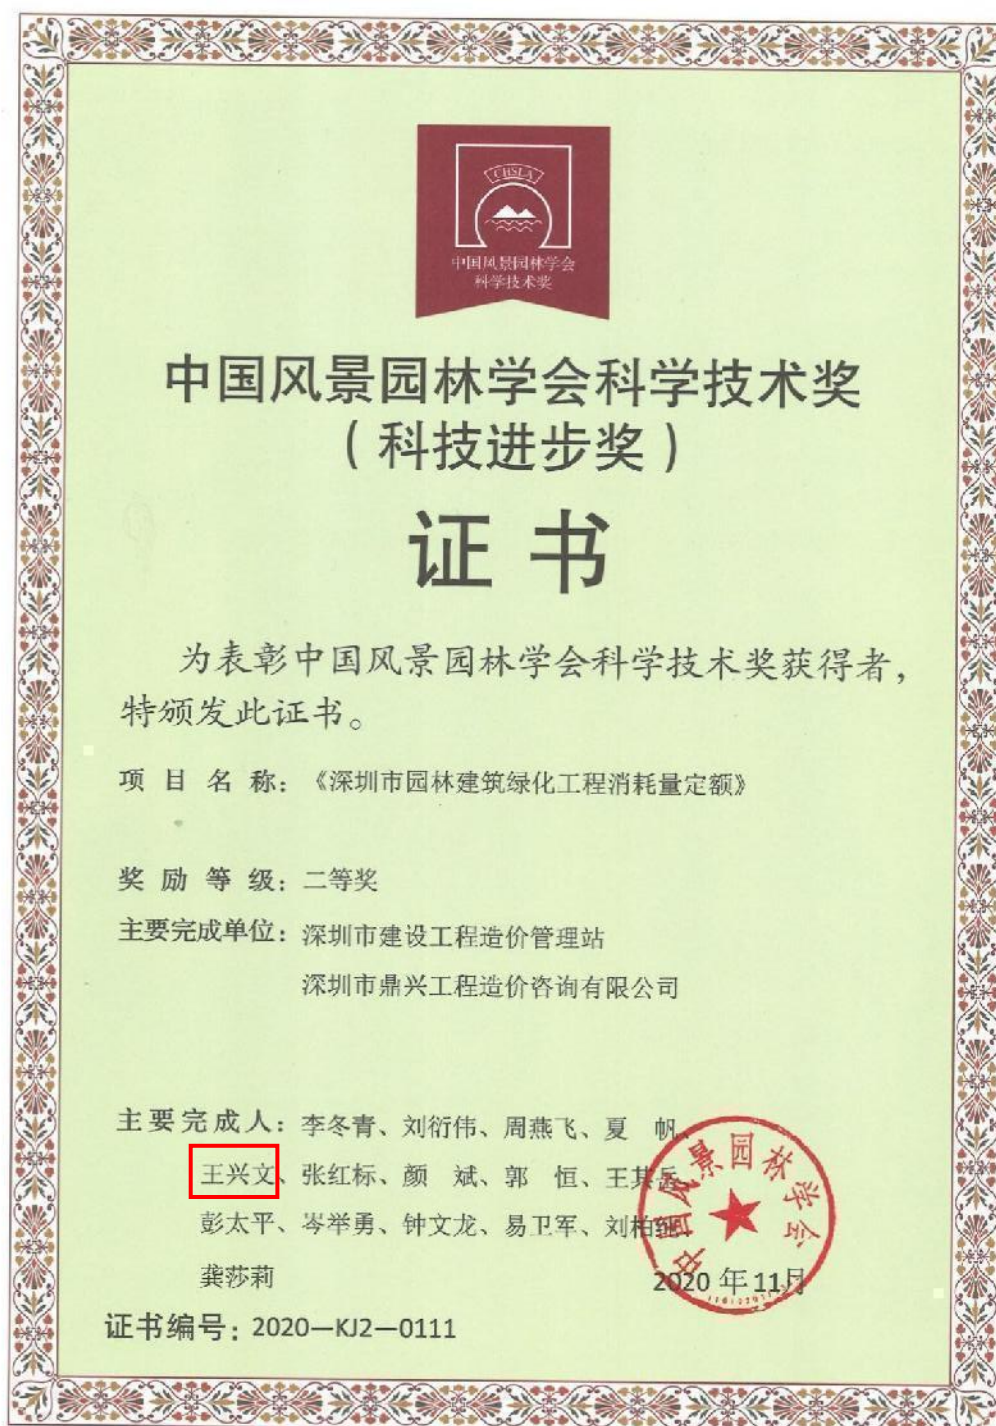 CHSLA
中国风景园林学会
科学技术奖
中国风景园林学会科学技术奖
(科技进步奖)
证书
为表彰中国风景园林学会科学技术奖获得者，
特颁发此证书。
项目名称：《深圳市园林建筑绿化工程消耗量定额》
奖励等级：二等奖
主要完成单位：深圳市建设工程造价管理站
深圳市鼎兴工程造价咨询有限公司
主要完成人：李冬青、刘衍伟、周燕飞、夏 帆、
王兴文、张红标、颜 斌、郭 恒、王其岳、
彭太平、岑举勇、钟文龙、易卫军、刘柏
龚莎莉
中国风景园林学会
2020 年 11月
证书编号：2020—KJ2—0111